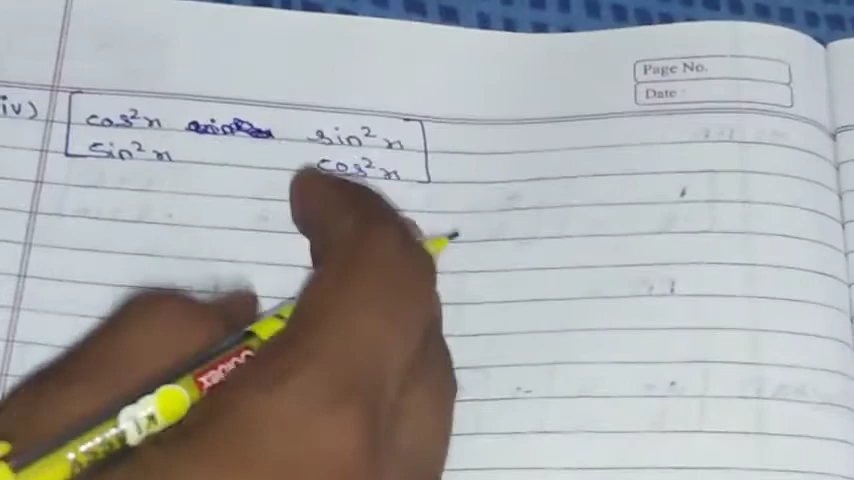 Page No.
Date :
iv) cos²x sin²x
sin²x cos²x